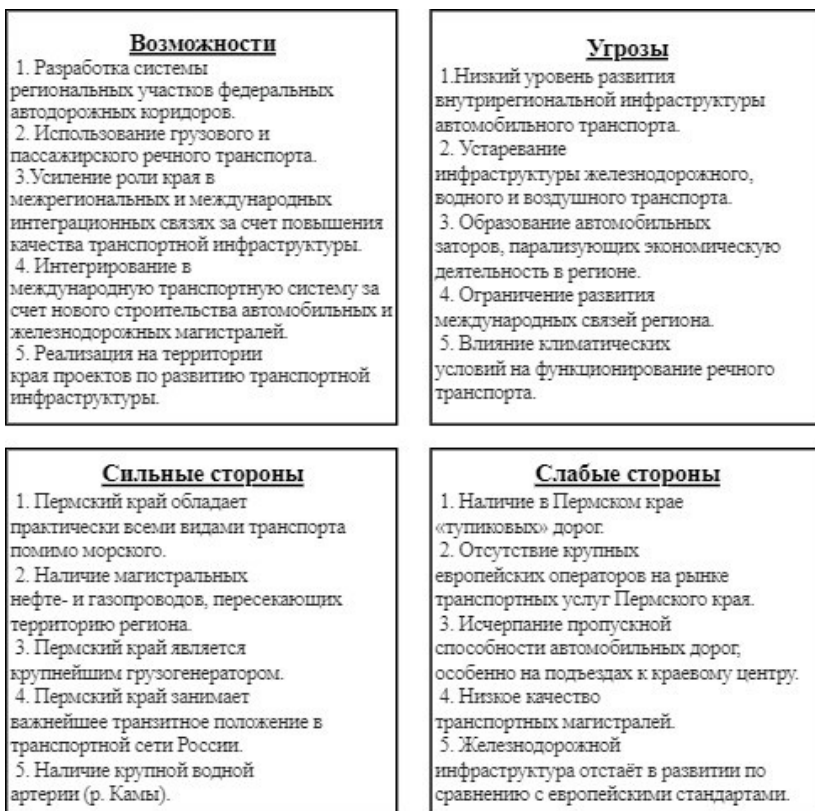 Возможности
1. Разработка системы
региональных участков федеральных
автодорожных коридоров.
2. Использование грузового и
пассажирского речного транспорта.
3.Усиление роли края в
межрегиональных и международных
интеграционных связях за счет повышения
качества транспортной инфраструктуры.
4. Интегрирование в
международную транспортную систему за
счет нового строительства автомобильных и
железнодорожных магистралей.
5. Реализация на территории
края проектов по развитию транспортной
инфраструктуры.
Угрозы
1.Низкий уровень развития
внутрирегиональной инфраструктуры
автомобильного транспорта.
2. Устаревание
инфраструктуры железнодорожного,
водного и воздушного транспорта.
3. Образование автомобильных
заторов, парализующих экономическую
деятельность в регионе.
4. Ограничение развития
международных связей региона.
5. Влияние климатических
условий на функционирование речного
транспорта.
Сильные стороны
1. Пермский край обладает
практически всеми видами транспорта
помимо морского.
2. Наличие магистральных
нефте- и газопроводов, пересекающих
территорию региона.
3. Пермский край является
крупнейшим грузогенератором.
4. Пермский край занимает
важнейшее транзитное положение в
транспортной сети России.
5. Наличие крупной водной
артерии (р. Камы).
Слабые стороны
1. Наличие в Пермском крае
«тупиковых» дорог.
2. Отсутствие крупных
европейских операторов на рынке
транспортных услуг Пермского края.
3. Исчерпание пропускной
способности автомобильных дорог,
особенно на подъездах к краевому центру.
4. Низкое качество
транспортных магистралей.
5. Железнодорожной
инфраструктура отстаёт в развитии по
сравнению с европейскими стандартами.